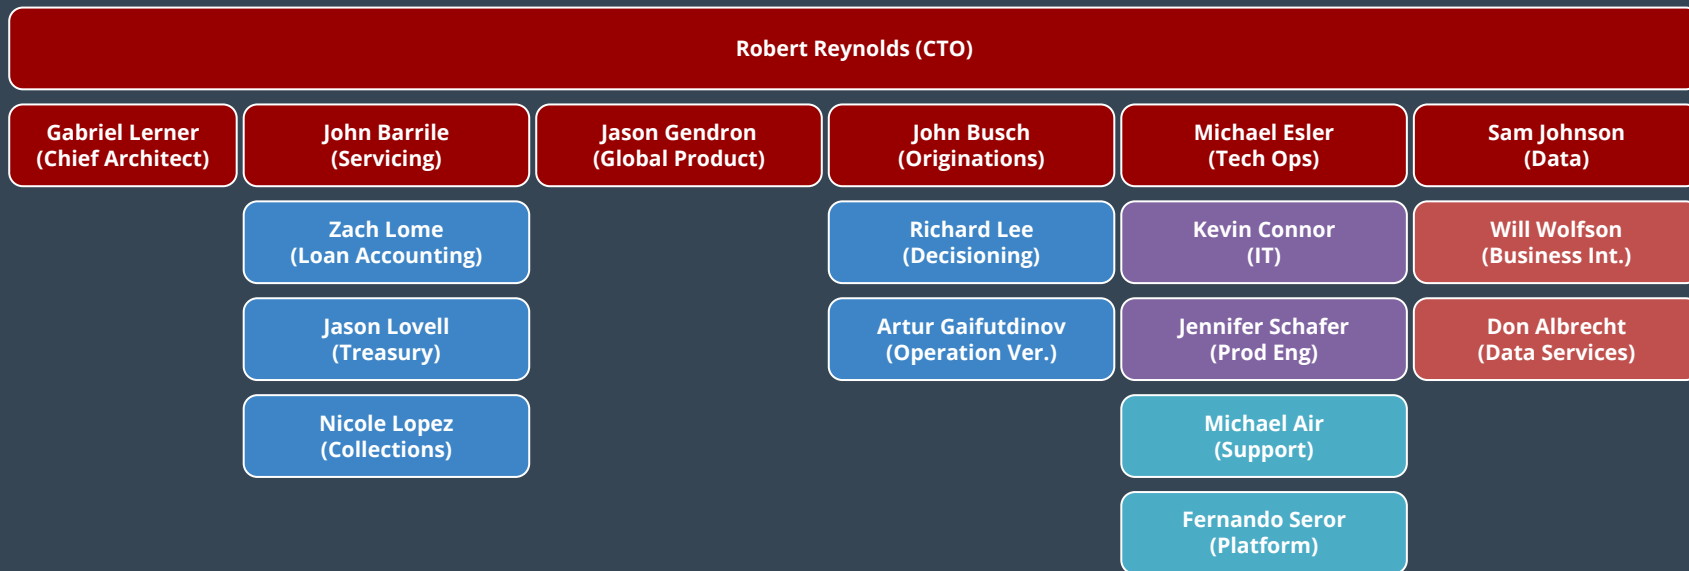 Robert Reynolds (CTO)
Gabriel Lerner
(Chief Architect)
John Barrile
(Servicing)
Jason Gendron
(Global Product)
John Busch
(Originations)
Michael Esler
(Tech Ops)
Sam Johnson
(Data)
Zach Lome
(Loan Accounting)
Richard Lee
(Decisioning)
Kevin Connor
(IT)
Will Wolfson
(Business Int.)
Jason Lovell
(Treasury)
Artur Gaifutdinov
(Operation Ver.)
Jennifer Schafer
(Prod Eng)
Don Albrecht
(Data Services)
Nicole Lopez
(Collections)
Michael Air
(Support)
Fernando Seror
(Platform)